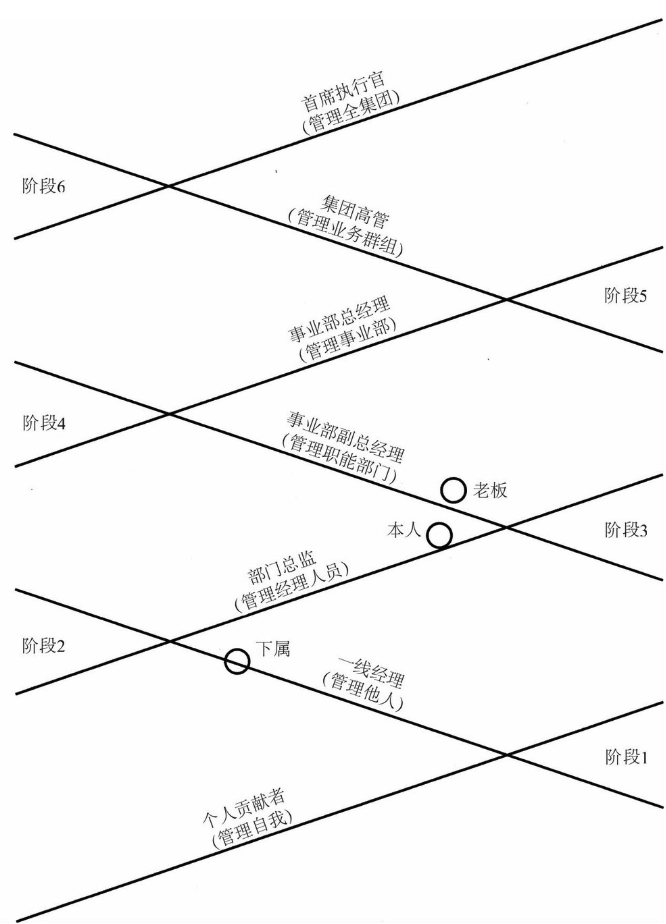 首席执行官
(管理全集团)
阶段6
集团高管
(管理业务群组)
阶段5
事业部总经理
(管理事业部)
阶段4
事业部副总经理
(管理职能部门)
老板
本人
阶段3
部门总监
(管理经理人员)
阶段2
下属
一线经理
(管理他人)
阶段1
个人贡献者
(管理自我)